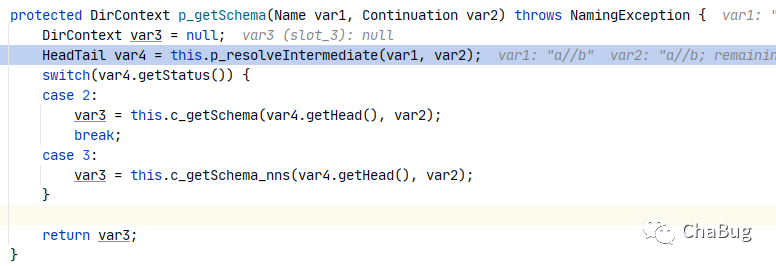 protected DirContext p_getSchema(Name var1, Continuation var2) throws NamingException {  var1: "
DirContext var3 = null;  var3 (slot_3): null
HeadTail var4 = this.p_resolveIntermediate(var1, var2);  var1: "a//b"  var2: "a//b; remainin
switch(var4.getStatus()) {
case 2:
var3 = this.c_getSchema(var4.getHead(), var2);
break;
case 3:
var3 = this.c_getSchema_nns(var4.getHead(), var2);
}
return var3;
ChaBug
}